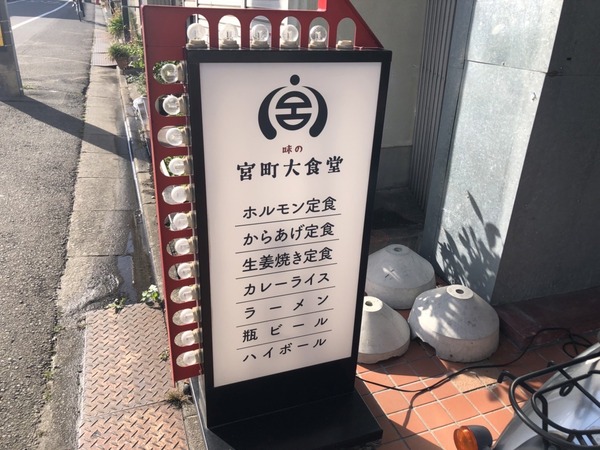 宮
味の
宮町大食堂
ホルモン定食
からあげ定食
生姜焼き定食
カレーライス
ラーメン
瓶ビール
ハイボール